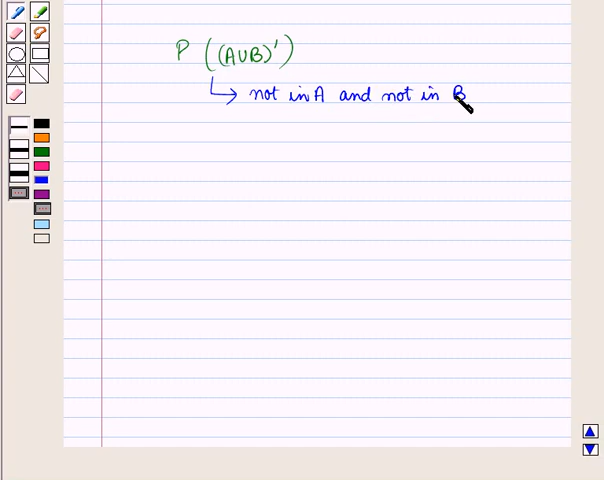 P ((A∪B)')
↳ not in A and not in B